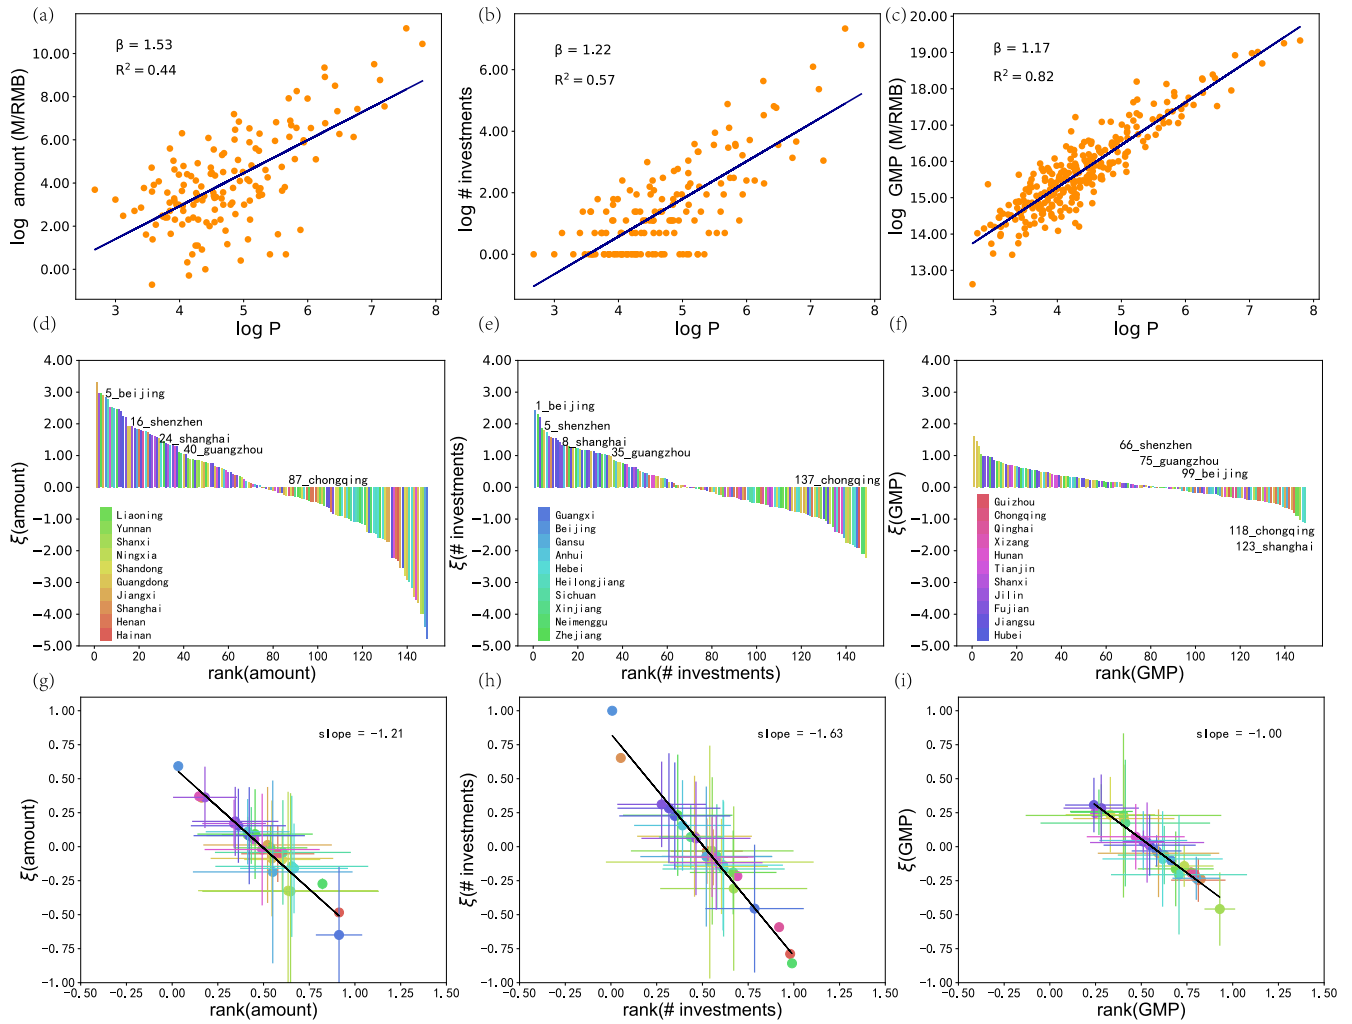 (a)
β = 1.53
R² = 0.44
log amount (M/RMB)
10.00
8.00
6.00
4.00
2.00
0.00
3 4 5 6 7 8
log P
(b)
β = 1.22
R² = 0.57
log # investments
6.00
4.00
2.00
0.00
3 4 5 6 7 8
log P
(c)
β = 1.17
R² = 0.82
log GMP (M/RMB)
20.00
19.00
18.00
17.00
16.00
15.00
14.00
13.00
3 4 5 6 7 8
log P
(d)
ξ(amount)
4.00
3.00
2.00
1.00
0.00
−1.00
−2.00
−3.00
−4.00
−5.00
5_beijing
16_shenzhen
24_shanghai
40_guangzhou
87_chongqing
Liaoning
Yunnan
Shanxi
Ningxia
Shandong
Guangdong
Jiangxi
Shanghai
Henan
Hainan
0 20 40 60 80 100 120 140
rank(amount)
(e)
ξ(# investments)
4.00
3.00
2.00
1.00
0.00
−1.00
−2.00
−3.00
−4.00
−5.00
1_beijing
5_shenzhen
8_shanghai
35_guangzhou
137_chongqing
Guangxi
Beijing
Gansu
Anhui
Hebei
Heilongjiang
Sichuan
Xinjiang
Neimenggu
Zhejiang
0 20 40 60 80 100 120 140
rank(# investments)
(f)
ξ(GMP)
4.00
3.00
2.00
1.00
0.00
−1.00
−2.00
−3.00
−4.00
−5.00
66_shenzhen
75_guangzhou
99_beijing
118_chongqing
123_shanghai
Guizhou
Chongqing
Qinghai
Xizang
Hunan
Tianjin
Shanxi
Jilin
Fujian
Jiangsu
Hubei
0 20 40 60 80 100 120 140
rank(GMP)
(g)
slope = −1.21
ξ(amount)
1.00
0.75
0.50
0.25
0.00
−0.25
−0.50
−0.75
−1.00
−0.50 −0.25 0.00 0.25 0.50 0.75 1.00 1.25 1.50
rank(amount)
(h)
slope = −1.63
ξ(# investments)
1.00
0.75
0.50
0.25
0.00
−0.25
−0.50
−0.75
−1.00
−0.50 −0.25 0.00 0.25 0.50 0.75 1.00 1.25 1.50
rank(# investments)
(i)
slope = −1.00
ξ(GMP)
1.00
0.75
0.50
0.25
0.00
−0.25
−0.50
−0.75
−1.00
−0.50 −0.25 0.00 0.25 0.50 0.75 1.00 1.25 1.50
rank(GMP)